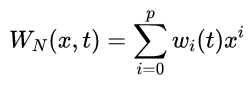 $W_N(x,t) = \sum_{i=0}^{p} w_i(t)x^i$